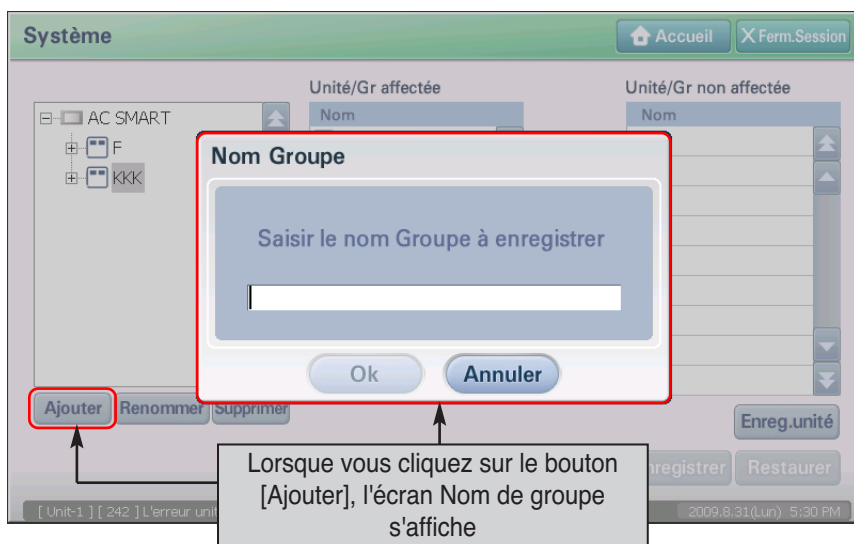 Système
Accueil
X Ferm.Session
Unité/Gr affectée
Unité/Gr non affectée
AC SMART
Nom
Nom
F
KKK
Nom Groupe
Saisir le nom Groupe à enregistrer
Ok
Annuler
Ajouter
Renommer
Supprimer
Enreg.unité
Restaurer
Lorsque vous cliquez sur le bouton
[Ajouter], l'écran Nom de groupe
s'affiche
[ Unit-1 ] [ 242 ] L'erreur
2009.8.31(Lun) 5:30 PM